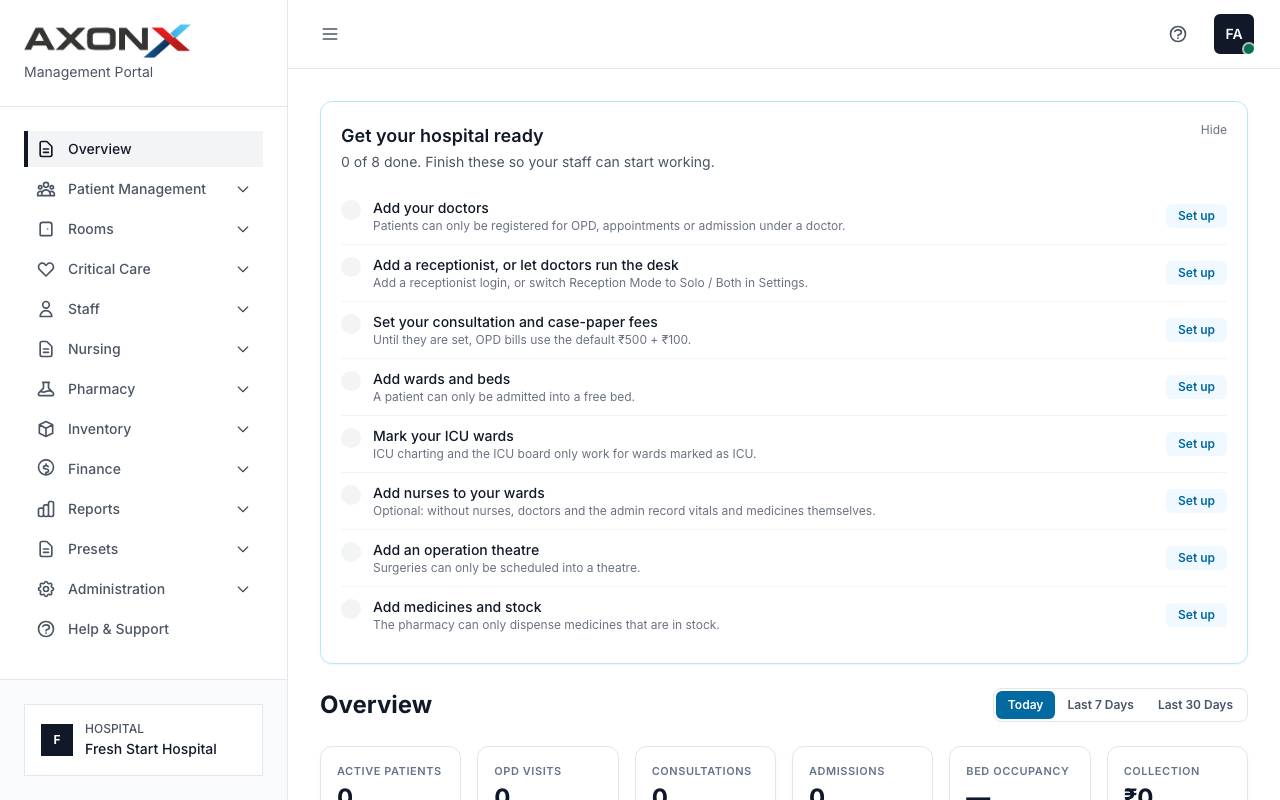 AXONX
Management Portal
Overview
Patient Management
Rooms
Critical Care
Staff
Nursing
Pharmacy
Inventory
Finance
Reports
Presets
Administration
Help & Support
F
HOSPITAL
Fresh Start Hospital
FA
Get your hospital ready
Hide
0 of 8 done. Finish these so your staff can start working.
Add your doctors
Patients can only be registered for OPD, appointments or admission under a doctor.
Set up
Add a receptionist, or let doctors run the desk
Add a receptionist login, or switch Reception Mode to Solo / Both in Settings.
Set up
Set your consultation and case-paper fees
Until they are set, OPD bills use the default ₹500 + ₹100.
Set up
Add wards and beds
A patient can only be admitted into a free bed.
Set up
Mark your ICU wards
ICU charting and the ICU board only work for wards marked as ICU.
Set up
Add nurses to your wards
Optional: without nurses, doctors and the admin record vitals and medicines themselves.
Set up
Add an operation theatre
Surgeries can only be scheduled into a theatre.
Set up
Add medicines and stock
The pharmacy can only dispense medicines that are in stock.
Set up
Overview
Today Last 7 Days Last 30 Days
ACTIVE PATIENTS OPD VISITS CONSULTATIONS ADMISSIONS BED OCCUPANCY COLLECTION
0 0 0 0 — ₹0